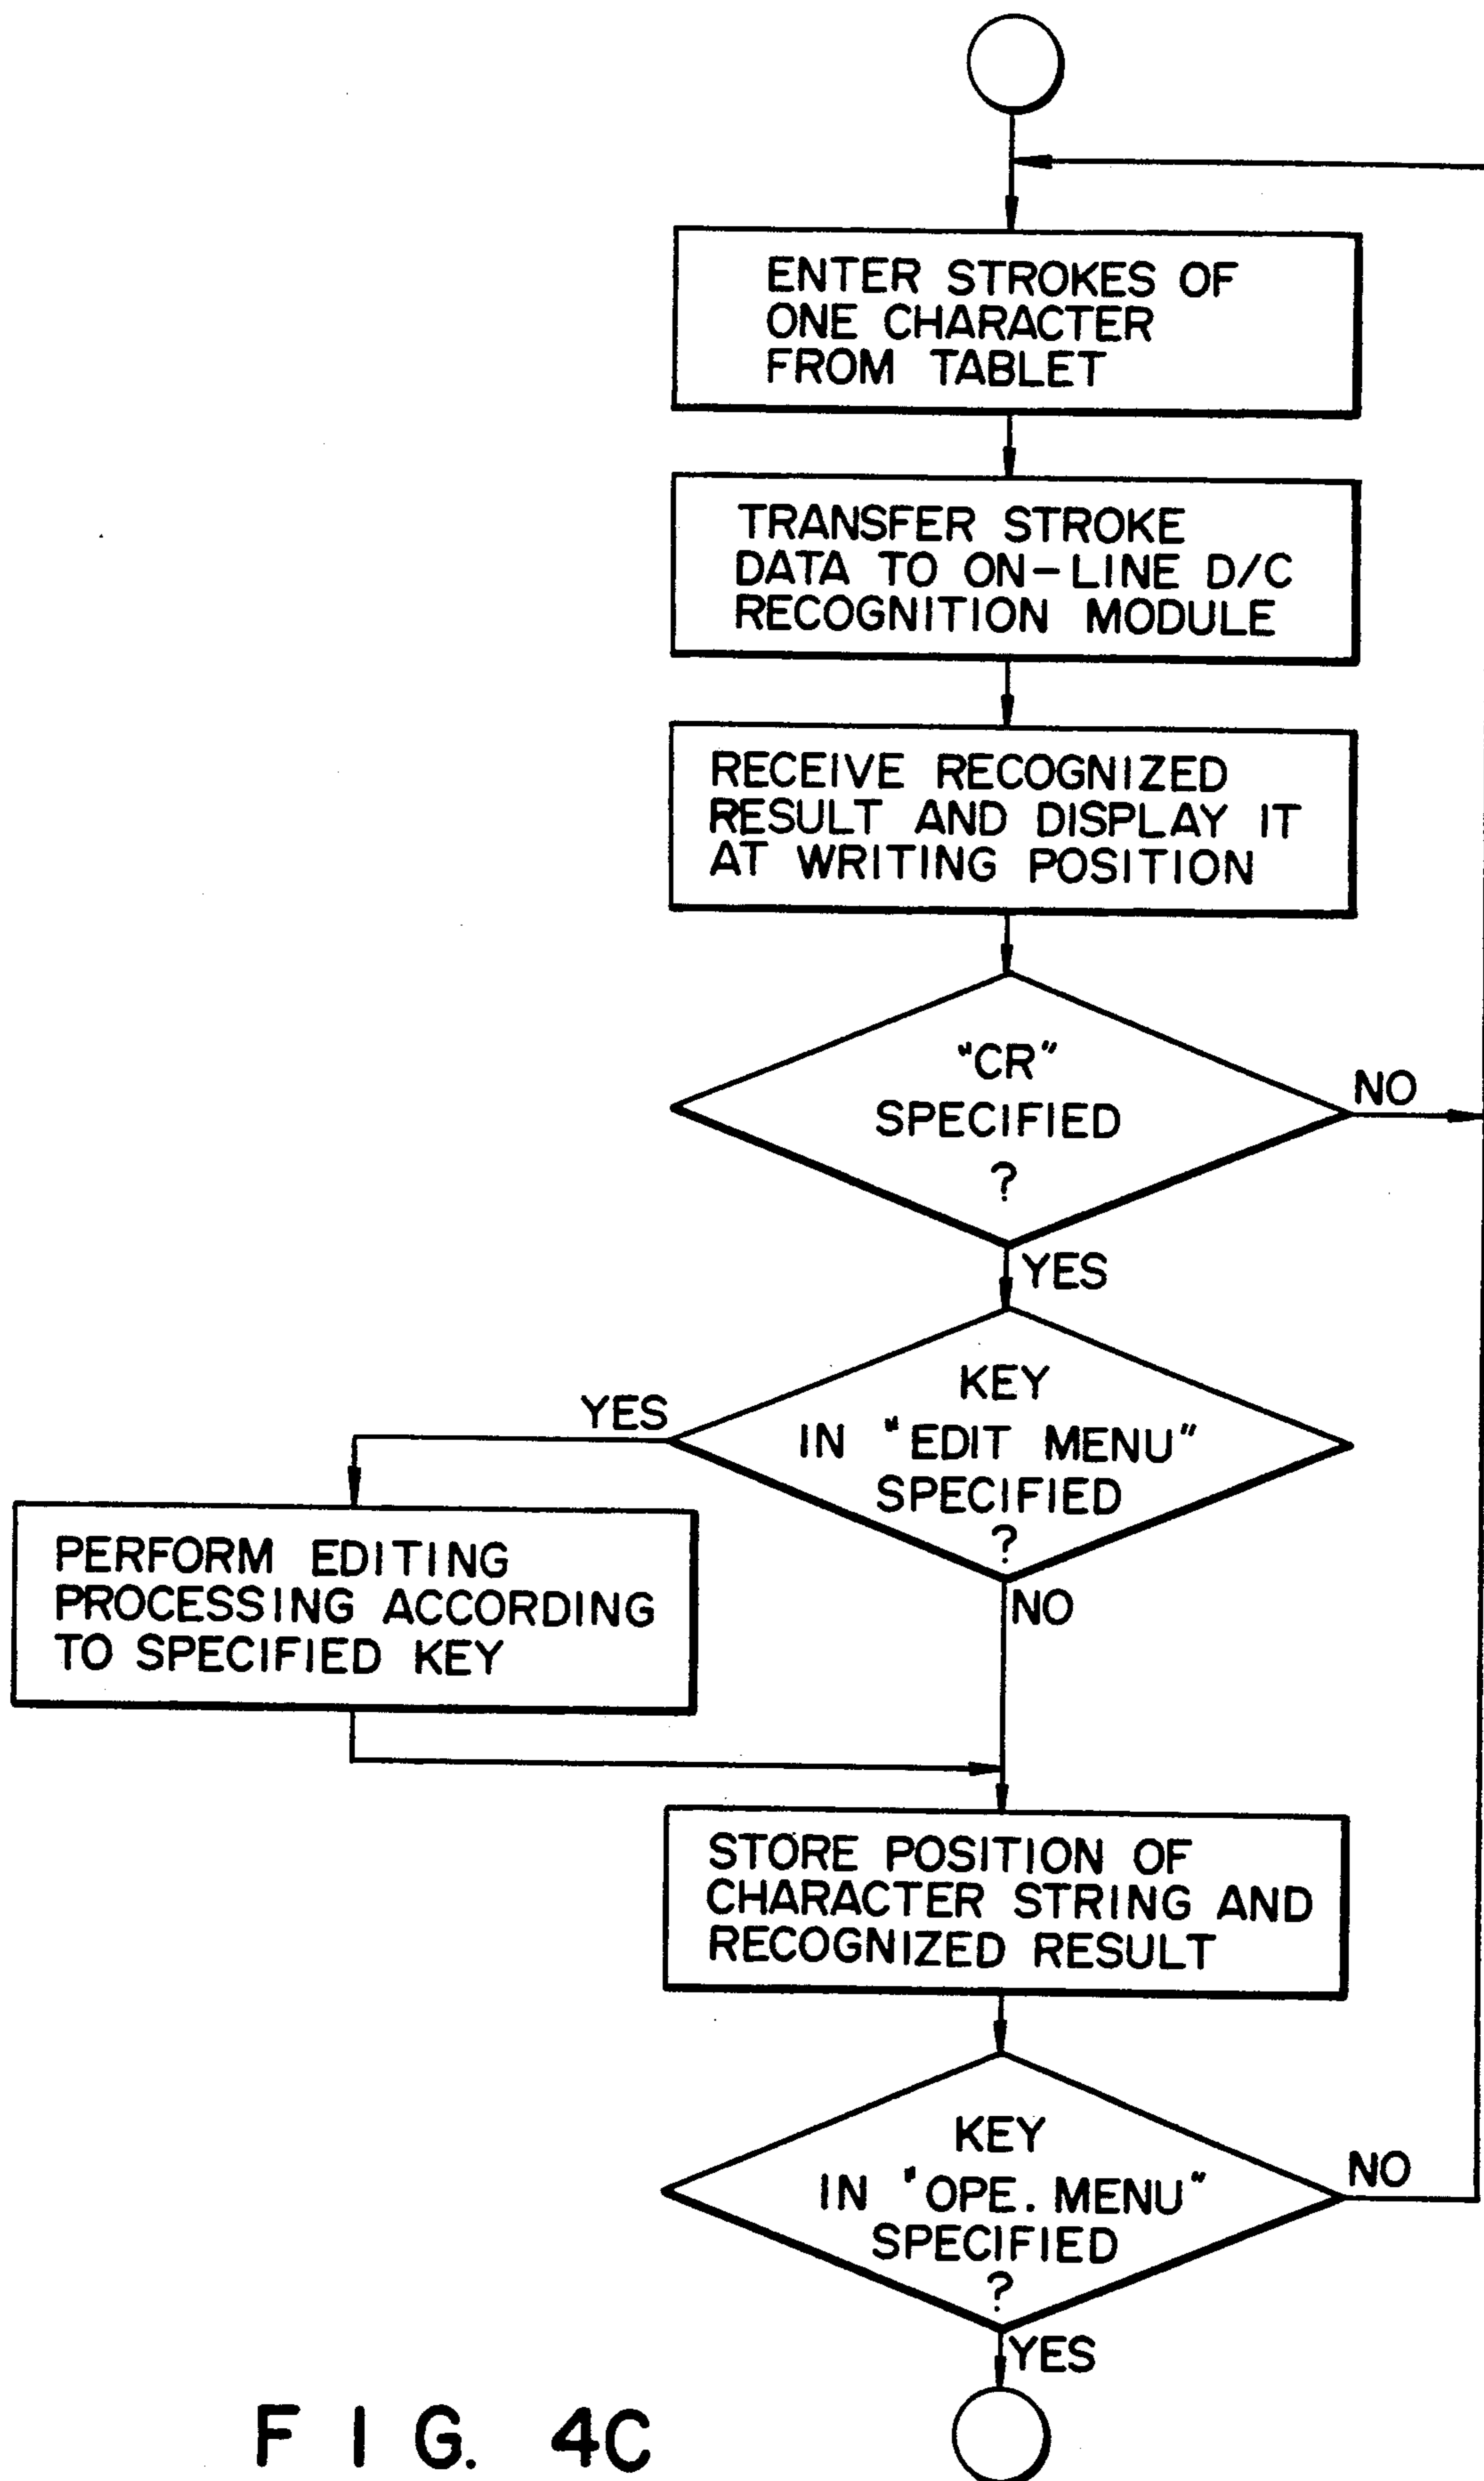 ENTER STROKES OF
ONE CHARACTER
FROM TABLET
TRANSFER STROKE
DATA TO ON-LINE D/C
RECOGNITION MODULE
RECEIVE RECOGNIZED
RESULT AND DISPLAY IT
AT WRITING POSITION
"CR"
SPECIFIED
?
NO
YES
KEY
IN "EDIT MENU"
SPECIFIED
?
YES
NO
PERFORM EDITING
PROCESSING ACCORDING
TO SPECIFIED KEY
STORE POSITION OF
CHARACTER STRING AND
RECOGNIZED RESULT
KEY
IN "OPE. MENU"
SPECIFIED
?
NO
YES
FIG. 4C